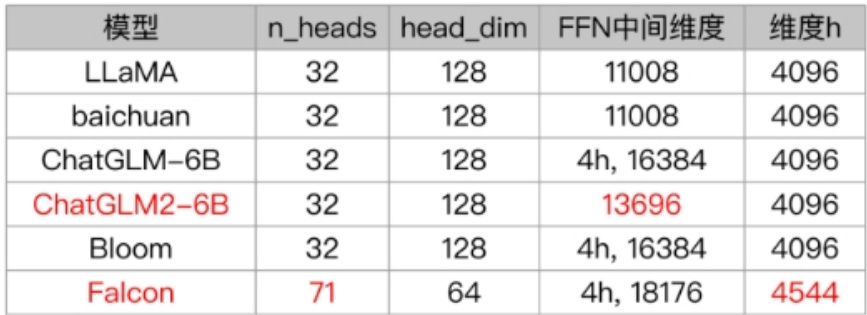 模型 n_heads head_dim FFN中间维度 维度h
LLaMA 32 128 11008 4096
baichuan 32 128 11008 4096
ChatGLM-6B 32 128 4h, 16384 4096
ChatGLM2-6B 32 128 13696 4096
Bloom 32 128 4h, 16384 4096
Falcon 71 64 4h, 18176 4544